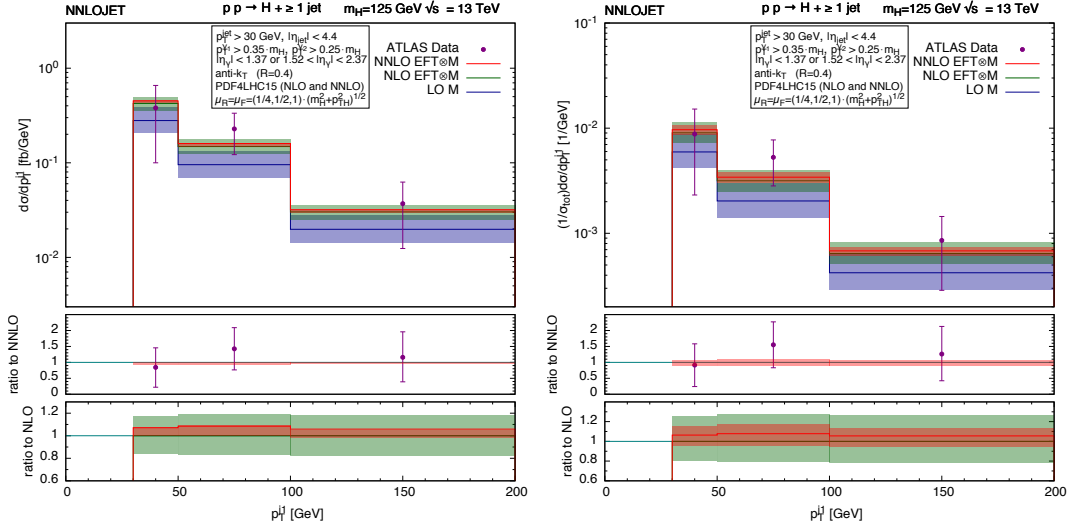 NNLOJET p p → H + ≥ 1 jet m_H=125 GeV √s = 13 TeV
p_T^jet > 30 GeV, |η_jet| < 4.4
p_T^γ1 > 0.35·m_H, p_T^γ2 > 0.25·m_H
|η_γ| < 1.37 or 1.52 < |η_γ| < 2.37
anti-k_T (R=0.4)
PDF4LHC15 (NLO and NNLO)
μ_R=μ_F=(1/4,1/2,1)·(m_H^2+p_TH^2)^1/2
ATLAS Data
NNLO EFT⊗M
NLO EFT⊗M
LO M
dσ/dp_T^j1 [fb/GeV]
10^0
10^-1
10^-2
ratio to NNLO
2
1.5
1
0.5
0
ratio to NLO
1.2
1
0.8
0.6
0 50 100 150 200
p_T^j1 [GeV]
NNLOJET p p → H + ≥ 1 jet m_H=125 GeV √s = 13 TeV
p_T^jet > 30 GeV, |η_jet| < 4.4
p_T^γ1 > 0.35·m_H, p_T^γ2 > 0.25·m_H
|η_γ| < 1.37 or 1.52 < |η_γ| < 2.37
anti-k_T (R=0.4)
PDF4LHC15 (NLO and NNLO)
μ_R=μ_F=(1/4,1/2,1)·(m_H^2+p_TH^2)^1/2
ATLAS Data
NNLO EFT⊗M
NLO EFT⊗M
LO M
(1/σ_tot)dσ/dp_T^j1 [1/GeV]
10^-1
10^-2
10^-3
ratio to NNLO
2
1.5
1
0.5
0
ratio to NLO
1.4
1.2
1
0.8
0.6
0 50 100 150 200
p_T^j1 [GeV]